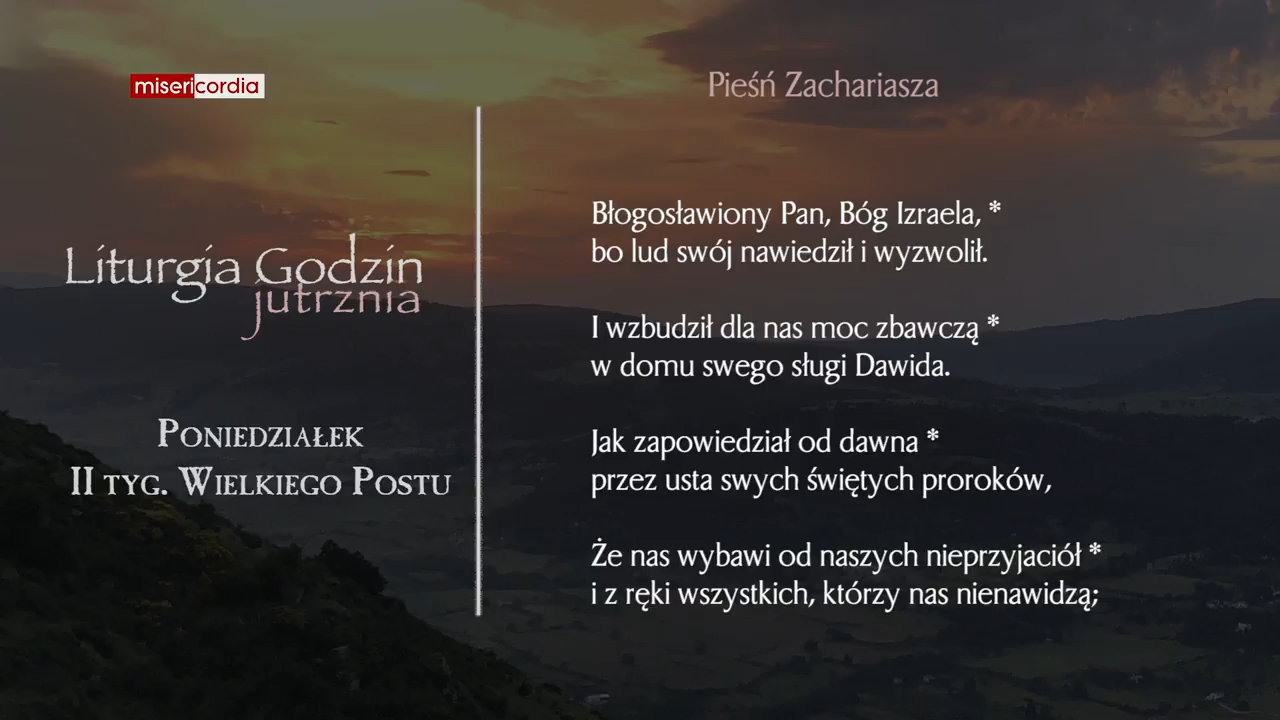 misericordia
Liturgia Godzin
jutrznia
Poniedziałek
II tyg. Wielkiego Postu
Pieśń Zachariasza
Błogosławiony Pan, Bóg Izraela, *
bo lud swój nawiedził i wyzwolił.
I wzbudził dla nas moc zbawczą *
w domu swego sługi Dawida.
Jak zapowiedział od dawna *
przez usta swych świętych proroków,
Że nas wybawi od naszych nieprzyjaciół *
i z ręki wszystkich, którzy nas nienawidzą;